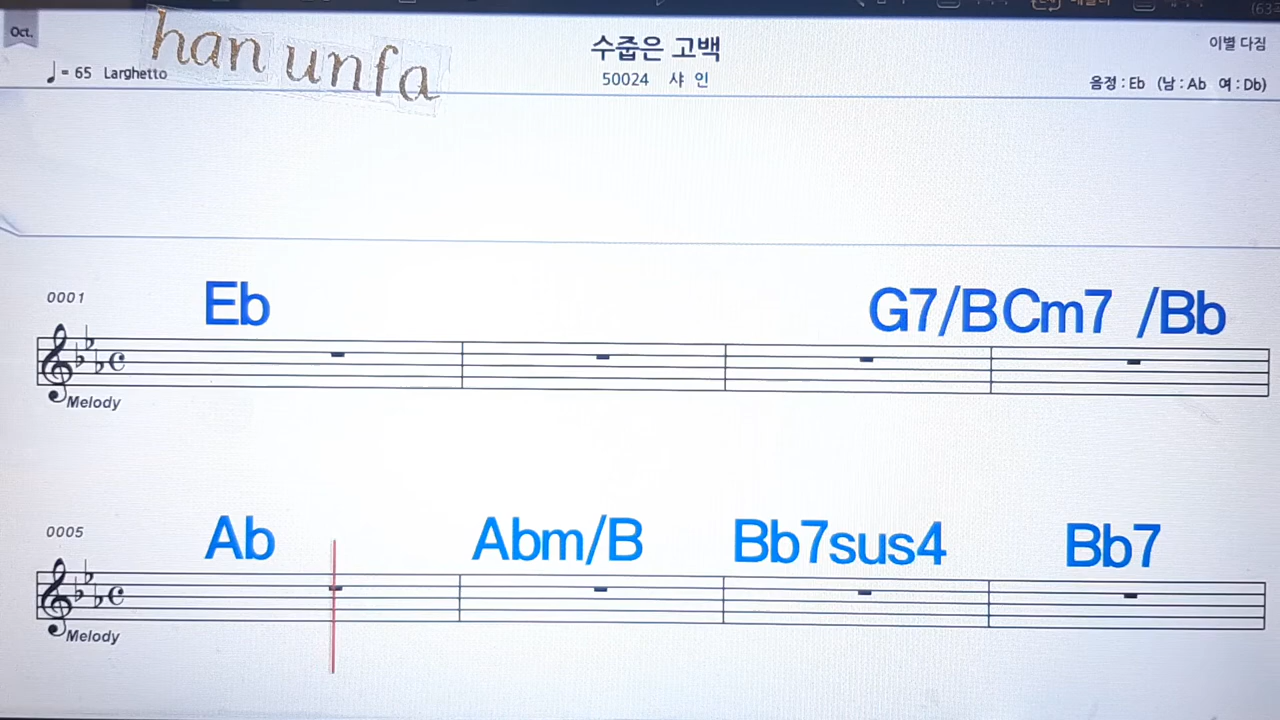 Oct.
han unfa
수줍은 고백
이별 다짐
♩= 65 Larghetto
50024 샤 인
음정 : Eb (남 : Ab 여 : Db)
0001
Eb G7/B Cm7 /Bb
Melody
0005
Ab Abm/B Bb7sus4 Bb7
Melody